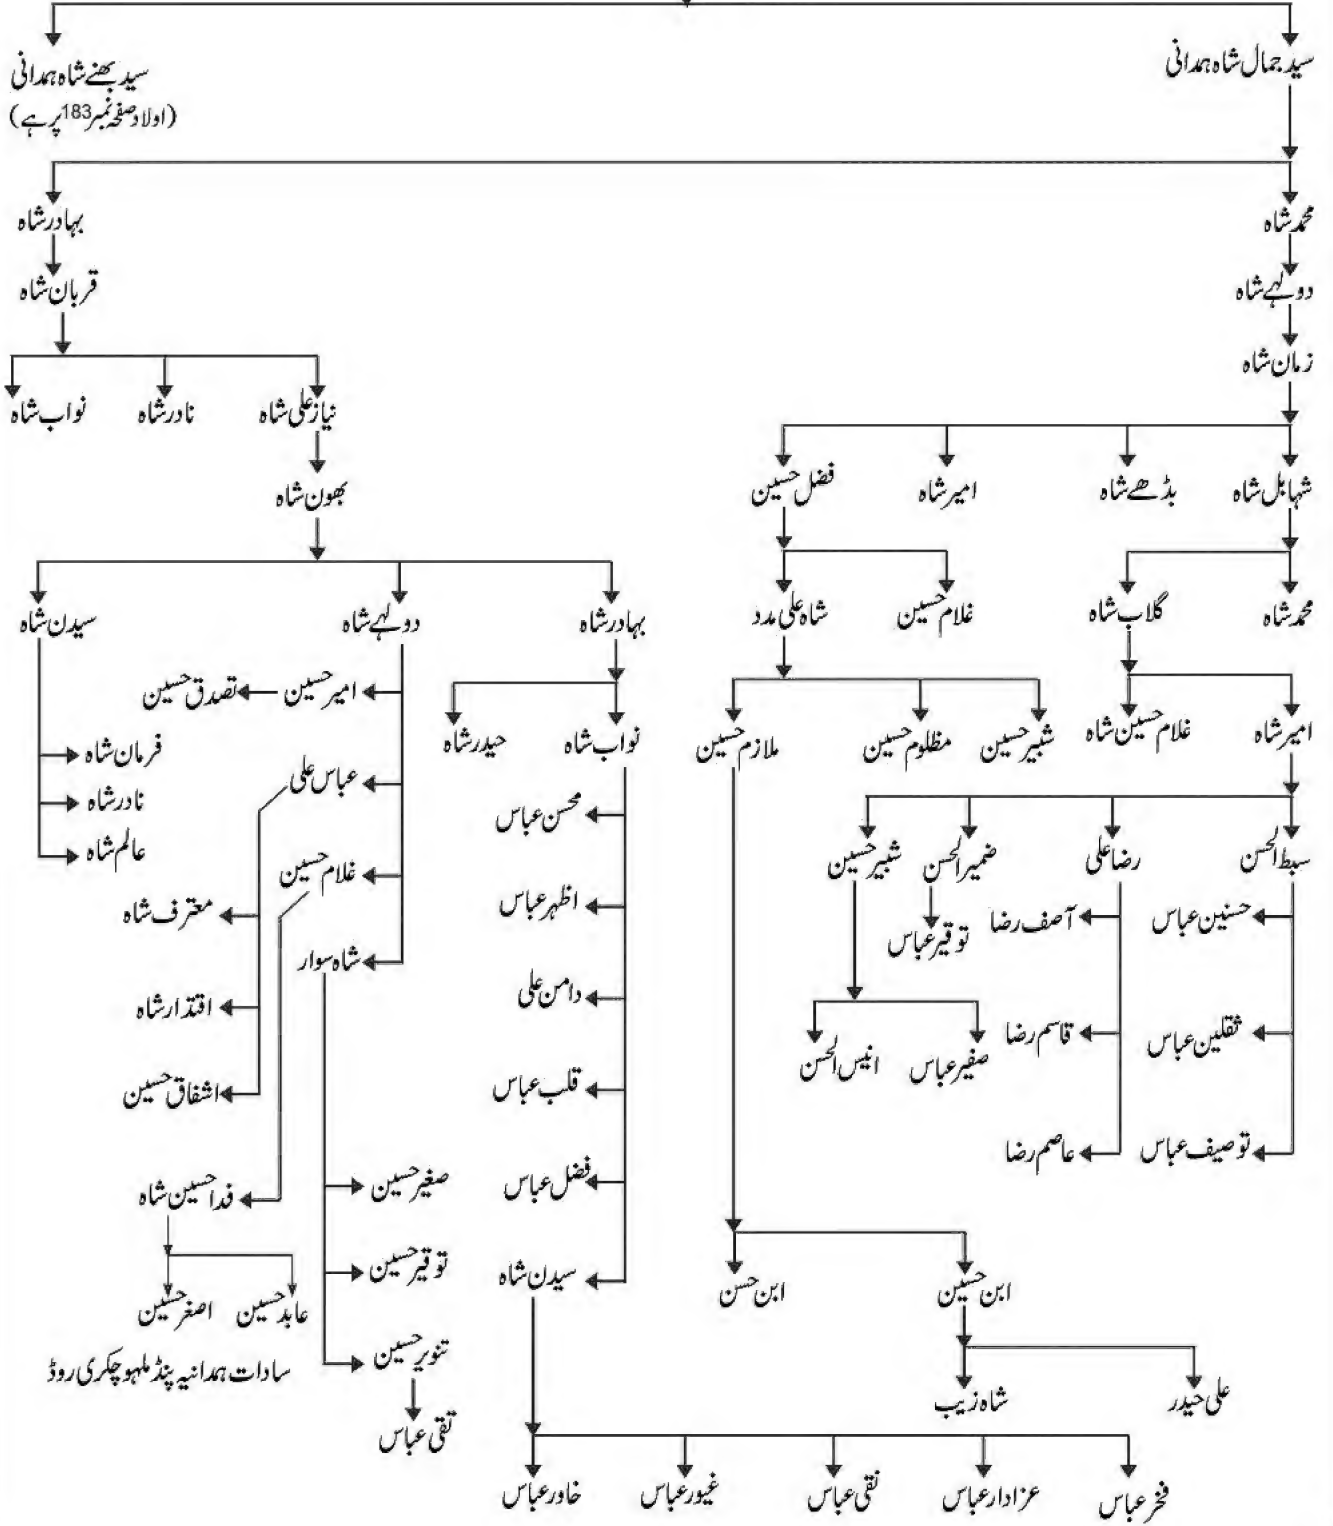 سید جمال شاہ ہمدانی
سید بھنے شاہ ہمدانی
(اولاد صفحہ نمبر 183 پر ہے)
محمد شاہ
بہادر شاہ
دولہے شاہ
قربان شاہ
زمان شاہ
نیاز علی شاہ
نادر شاہ
نواب شاہ
شہابل شاہ
بڈھے شاہ
امیر شاہ
فضل حسین
بھون شاہ
محمد شاہ
گلاب شاہ
غلام حسین
شاہ علی مدد
بہادر شاہ
دولہے شاہ
سیدن شاہ
امیر شاہ
غلام حسین شاہ
شبیر حسین
مظلوم حسین
ملازم حسین
نواب شاہ
حیدر شاہ
امیر حسین
تصدق حسین
عباس علی
غلام حسین
شاہ سوار
فرمان شاہ
نادر شاہ
عالم شاہ
سبط الحسن
رضا علی
ضمیر الحسن
شبیر حسین
حسنین عباس
ثقلین عباس
توصیف عباس
آصف رضا
قاسم رضا
عاصم رضا
توقیر عباس
صفیر عباس
انیس الحسن
محسن عباس
اظہر عباس
دامن علی
قلب عباس
فضل عباس
سیدن شاہ
معترف شاہ
اقتدار شاہ
اشفاق حسین
فدا حسین شاہ
صغیر حسین
توقیر حسین
تنویر حسین
تقی عباس
عابد حسین
اصغر حسین
ابن حسین
ابن حسن
علی حیدر
شاہ زیب
سادات ہمدانیہ پنڈ ملہو چکری روڈ
فخر عباس
عزادار عباس
نقی عباس
غیور عباس
خاور عباس